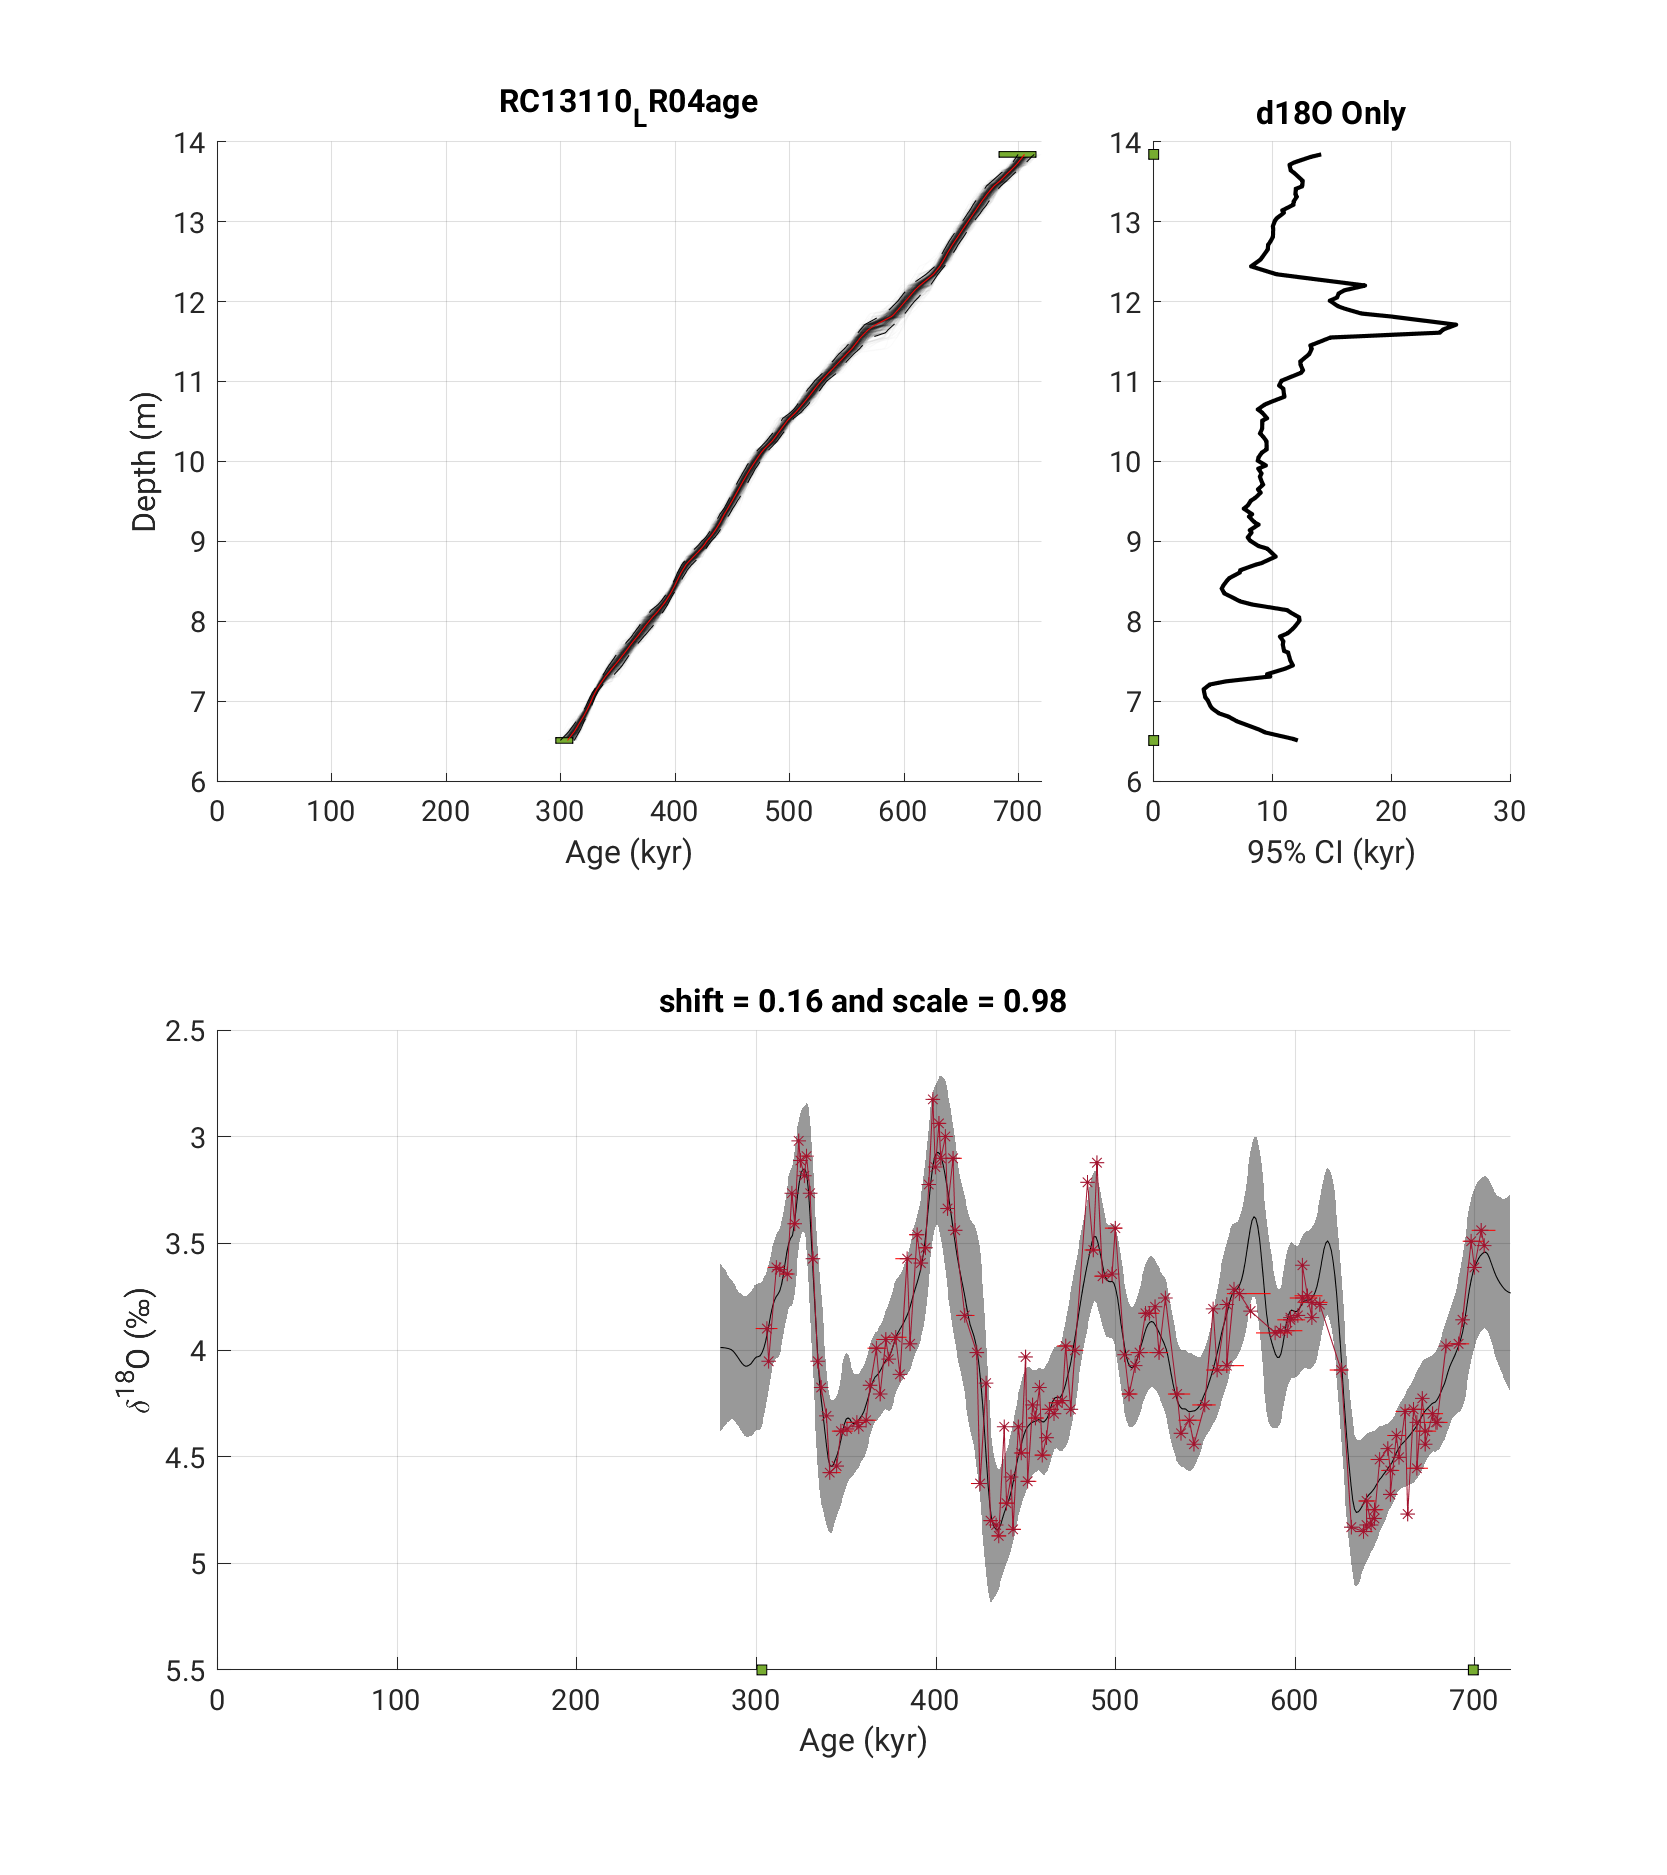 RC13110LR04age
d18O Only
14
13
12
11
10
9
8
7
6
Depth (m)
0 100 200 300 400 500 600 700
Age (kyr)
14
13
12
11
10
9
8
7
6
0 10 20 30
95% CI (kyr)
shift = 0.16 and scale = 0.98
2.5
3
3.5
4
4.5
5
5.5
δ18O (‰)
0 100 200 300 400 500 600 700
Age (kyr)